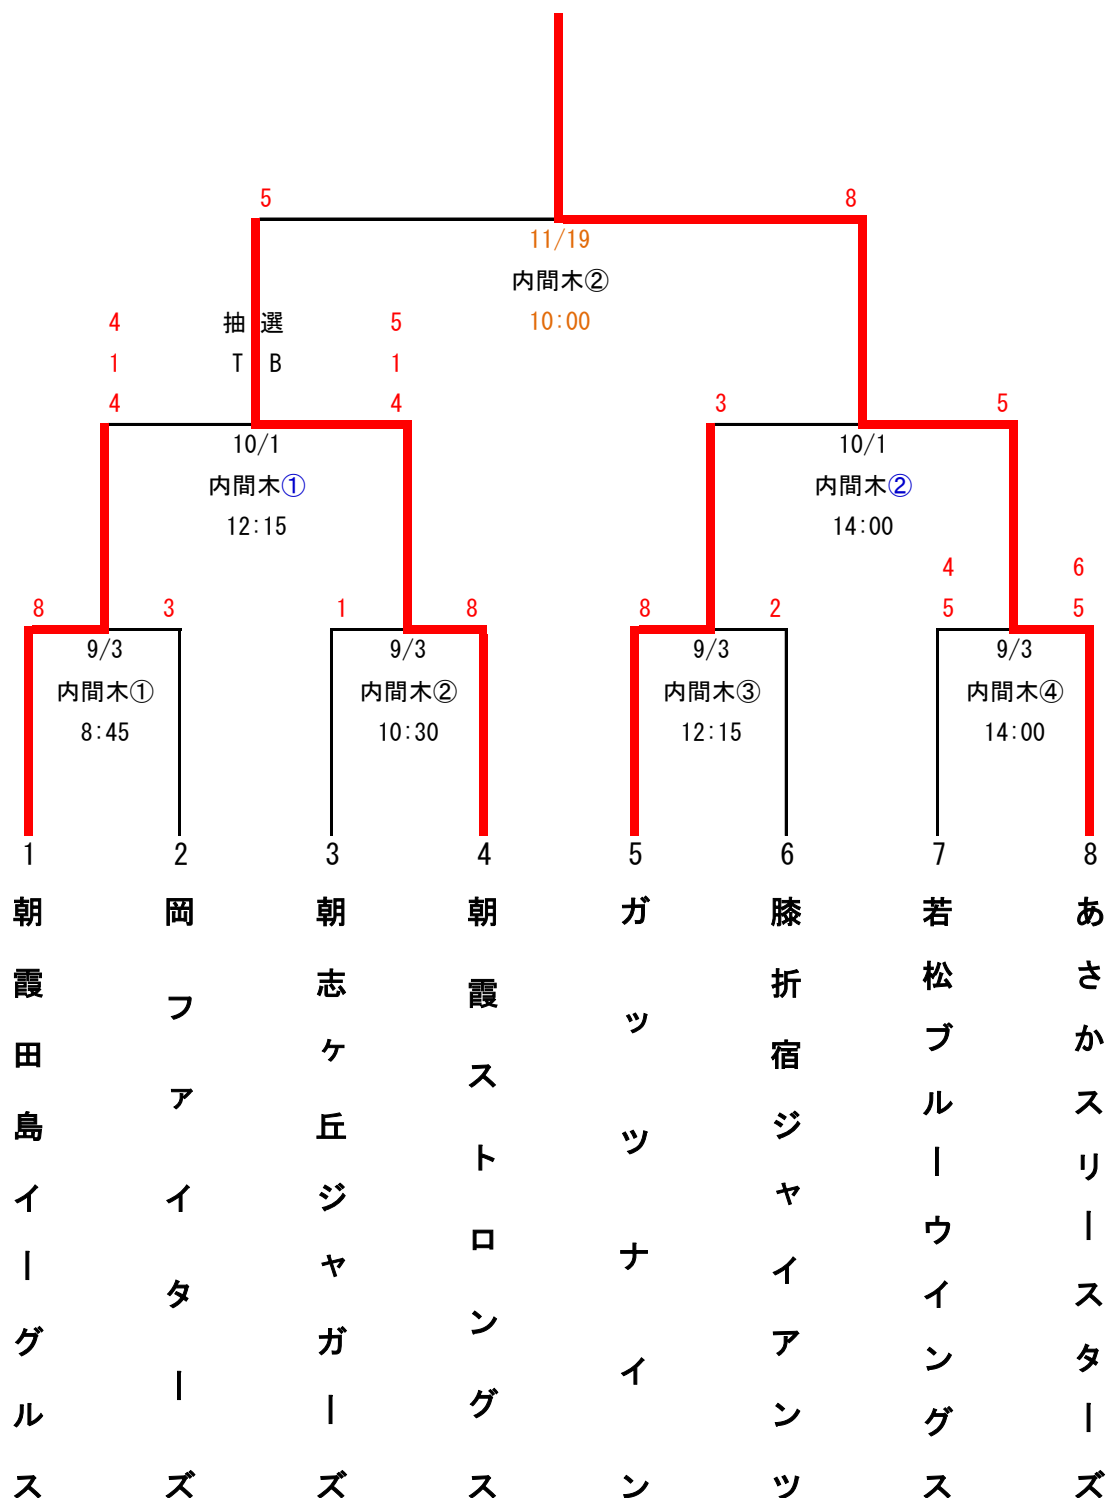 5 8
11/19
内間木②
4 抽選 5 10:00
1 TB 1
4 4 3 5
10/1 10/1
内間木① 内間木②
12:15 14:00
4 6
8 3 1 8 8 2 5 5
9/3 9/3 9/3 9/3
内間木① 内間木② 内間木③ 内間木④
8:45 10:30 12:15 14:00
1 2 3 4 5 6 7 8
朝霞田島イーグルス
岡ファイターズ
朝志ヶ丘ジャガーズ
朝霞ストロングス
ガッツナイン
膝折宿ジャイアンツ
若松ブルーウイングス
あさかスリースターズ